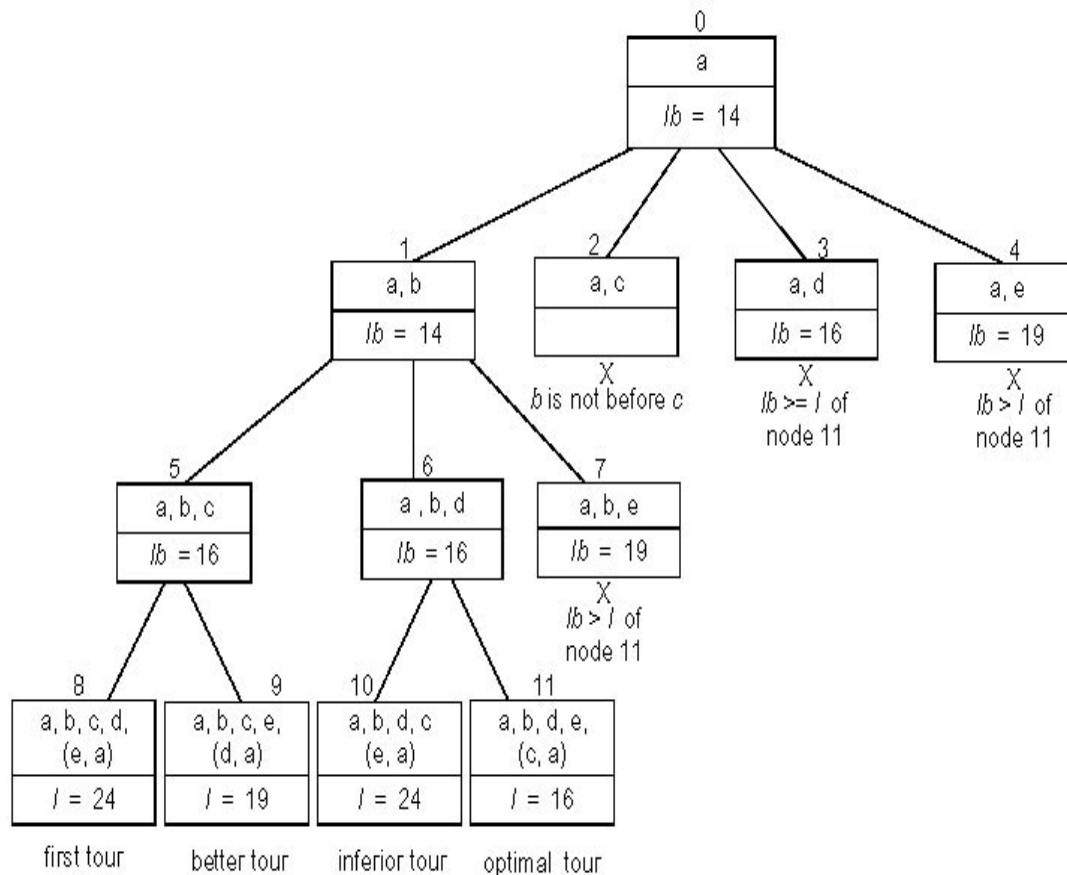 0
a
lb = 14
1
2
3
4
a, b
a, c
a, d
a, e
lb = 14
lb = 16
lb = 19
X
X
X
b is not before c
lb >= l of
node 11
lb > l of
node 11
5
6
7
a, b, c
a , b, d
a, b, e
lb = 16
lb = 16
lb = 19
X
lb > l of
node 11
8
9
10
11
a, b, c, d,
(e, a)
a, b, c, e,
(d, a)
a, b, d, c
(e, a)
a, b, d, e,
(c, a)
l = 24
l = 19
l = 24
l = 16
first tour
better tour
inferior tour
optimal tour